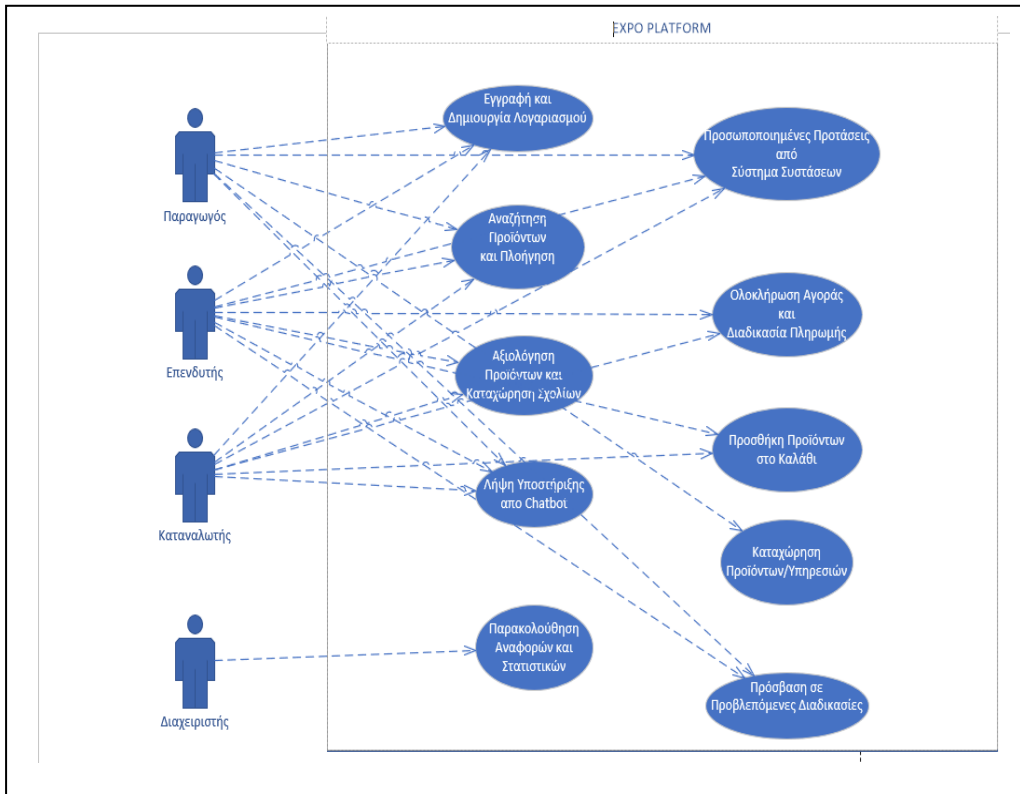 EXPO PLATFORM
Παραγωγός
Επενδυτής
Καταναλωτής
Διαχειριστής
Εγγραφή και
Δημιουργία Λογαριασμού
Αναζήτηση
Προϊόντων
και Πλοήγηση
Αξιολόγηση
Προϊόντων και
Καταχώρηση Σχολίων
Λήψη Υποστήριξης
απο Chatbot
Παρακολούθηση
Αναφορών και
Στατιστικών
Προσωποποιημένες Προτάσεις
από
Σύστημα Συστάσεων
Ολοκλήρωση Αγοράς
και
Διαδικασία Πληρωμής
Προσθήκη Προϊόντων
στο Καλάθι
Καταχώρηση
Προϊόντων/Υπηρεσιών
Πρόσβαση σε
Προβλεπόμενες Διαδικασίες